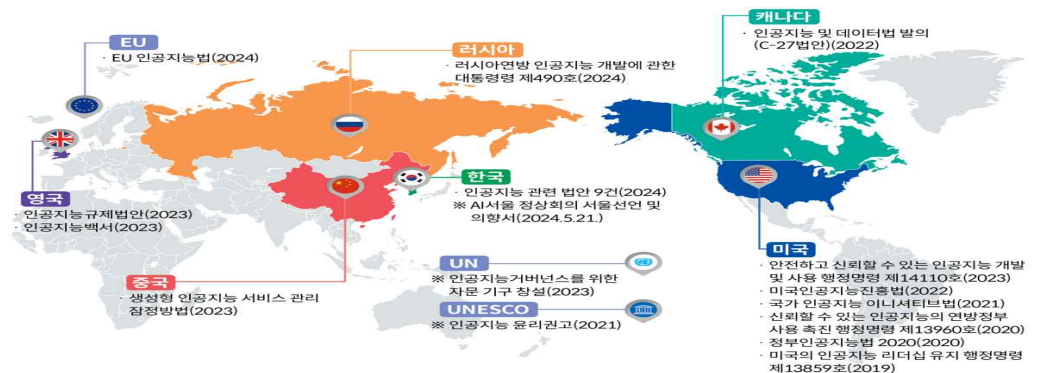 EU
· EU 인공지능법(2024)
러시아
· 러시아연방 인공지능 개발에 관한
대통령령 제490호(2024)
캐나다
· 인공지능 및 데이터법 발의
(C-27법안)(2022)
영국
· 인공지능규제법안(2023)
· 인공지능백서(2023)
한국
· 인공지능 관련 법안 9건(2024)
※ AI서울 정상회의 서울선언 및
의향서(2024.5.21.)
중국
· 생성형 인공지능 서비스 관리
잠정방법(2023)
UN
※ 인공지능거버넌스를 위한
자문 기구 창설(2023)
UNESCO
※ 인공지능 윤리권고(2021)
미국
· 안전하고 신뢰할 수 있는 인공지능 개발
및 사용 행정명령 제14110호(2023)
· 미국인공지능진흥법(2022)
· 국가 인공지능 이니셔티브법(2021)
· 신뢰할 수 있는 인공지능의 연방정부
사용 촉진 행정명령 제13960호(2020)
· 정부인공지능법 2020(2020)
· 미국의 인공지능 리더십 유지 행정명령
제13859호(2019)